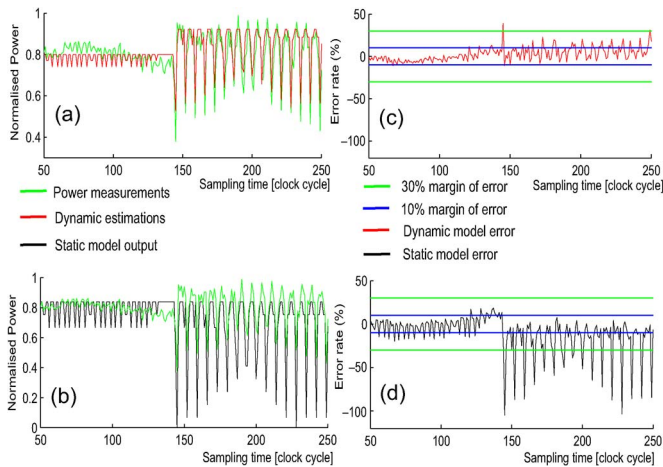 Normalised Power
1
0.8
0.6
0.4
(a)
50
100
150
200
250
Sampling time [clock cycle]
Error rate (%)
50
0
-50
-100
(c)
50
100
150
200
250
Sampling time [clock cycle]
Power measurements
Dynamic estimations
Static model output
30% margin of error
10% margin of error
Dynamic model error
Static model error
Normalised Power
1
0.8
0.6
0.4
0.2
0
(b)
50
100
150
200
250
Sampling time [clock cycle]
Error rate (%)
50
0
-50
-100
(d)
50
100
150
200
250
Sampling time [clock cycle]